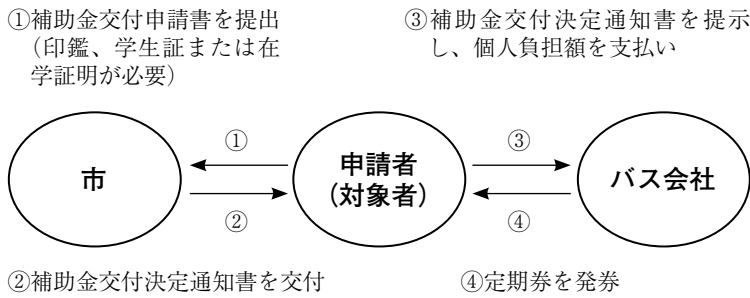 ①補助金交付申請書を提出
（印鑑、学生証または在
学証明が必要）
③補助金交付決定通知書を提示
し、個人負担額を支払い
①
③
市
申請者
（対象者）
バス会社
②
④
②補助金交付決定通知書を交付
④定期券を発券